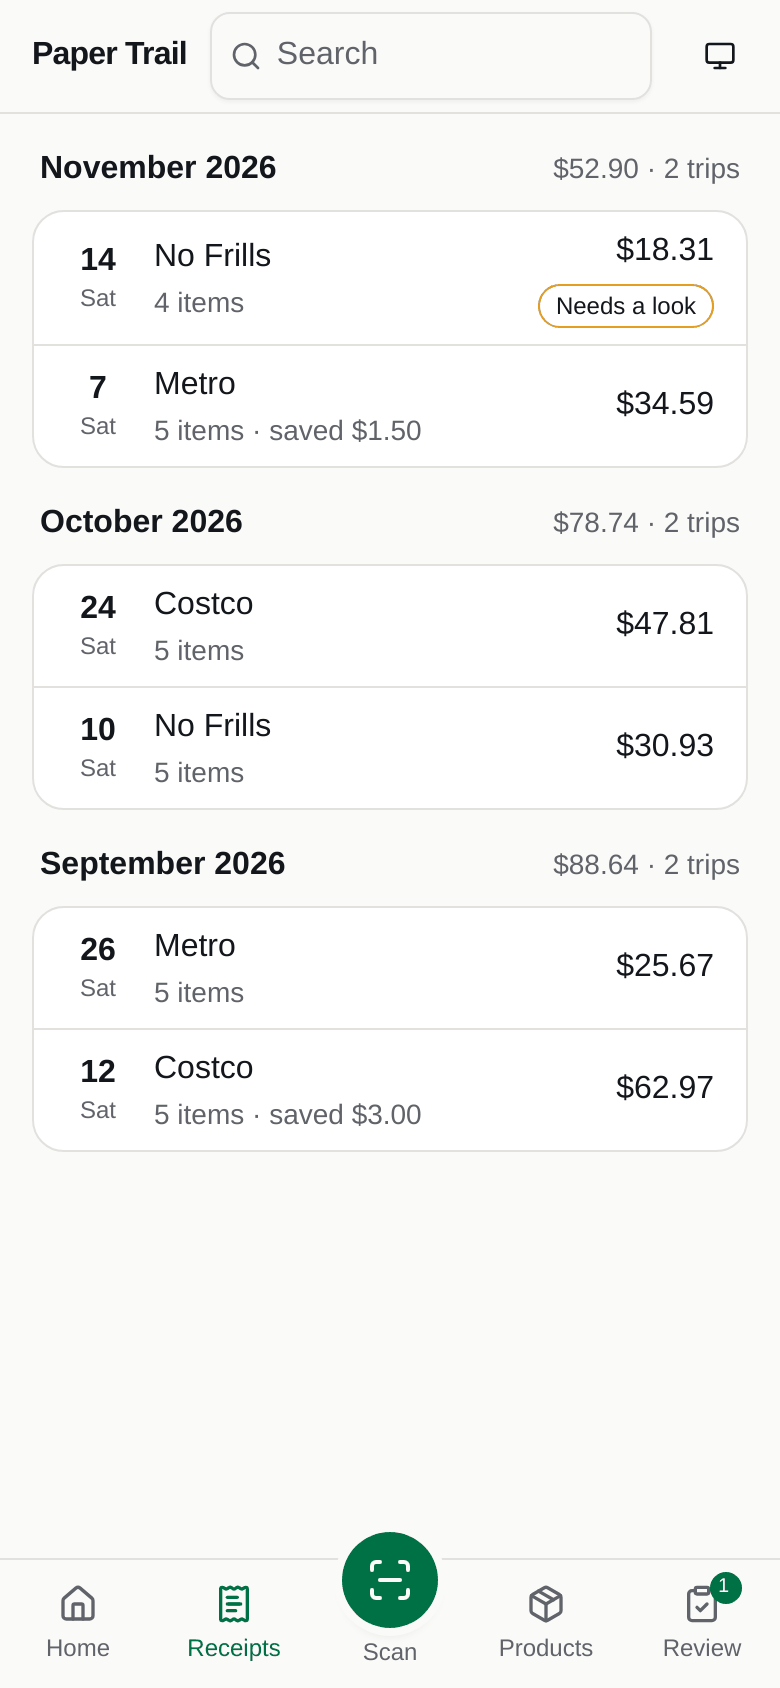 Paper Trail
Search
November 2026
$52.90 · 2 trips
14
Sat
No Frills
4 items
$18.31
Needs a look
7
Sat
Metro
5 items · saved $1.50
$34.59
October 2026
$78.74 · 2 trips
24
Sat
Costco
5 items
$47.81
10
Sat
No Frills
5 items
$30.93
September 2026
$88.64 · 2 trips
26
Sat
Metro
5 items
$25.67
12
Sat
Costco
5 items · saved $3.00
$62.97
Home
Receipts
Scan
Products
1
Review